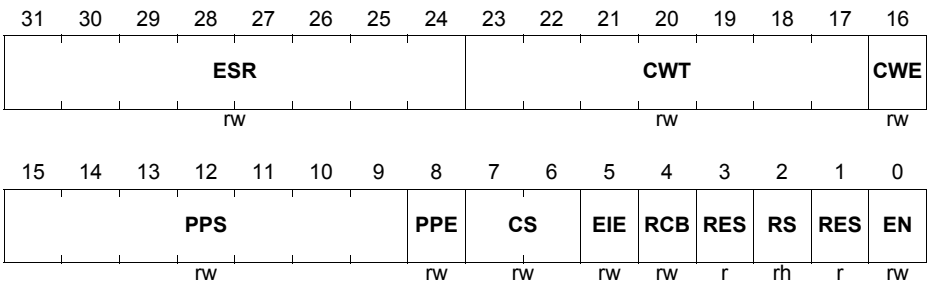 31 30 29 28 27 26 25 24 23 22 21 20 19 18 17 16
ESR CWT CWE
rw rw rw
15 14 13 12 11 10 9 8 7 6 5 4 3 2 1 0
PPS PPE CS EIE RCB RES RS RES EN
rw rw rw rw rw r rh r rw